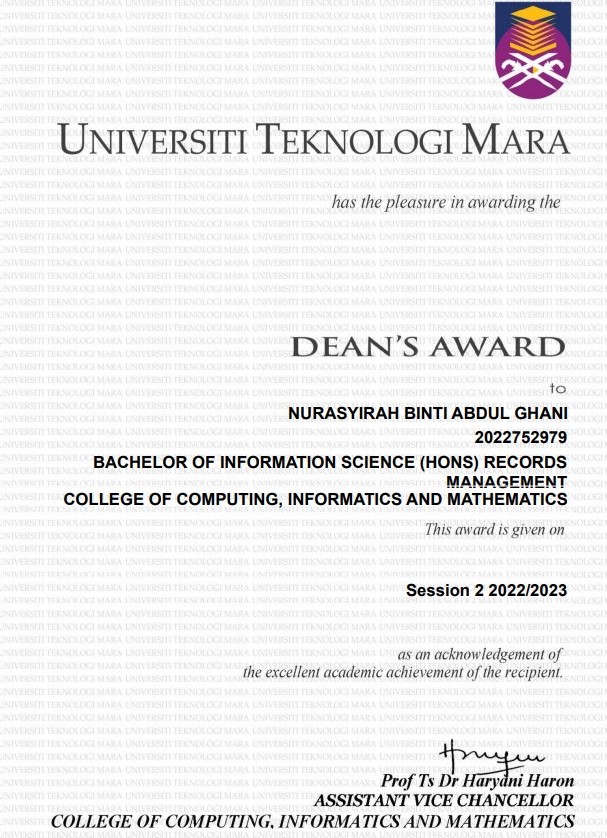 UNIVERSITI TEKNOLOGI MARA
has the pleasure in awarding the
DEAN'S AWARD
to
NURASYIRAH BINTI ABDUL GHANI
2022752979
BACHELOR OF INFORMATION SCIENCE (HONS) RECORDS
MANAGEMENT
COLLEGE OF COMPUTING, INFORMATICS AND MATHEMATICS
This award is given on
Session 2 2022/2023
as an acknowledgement of
the excellent academic achievement of the recipient.
Prof Ts Dr Haryani Haron
ASSISTANT VICE CHANCELLOR
COLLEGE OF COMPUTING, INFORMATICS AND MATHEMATICS